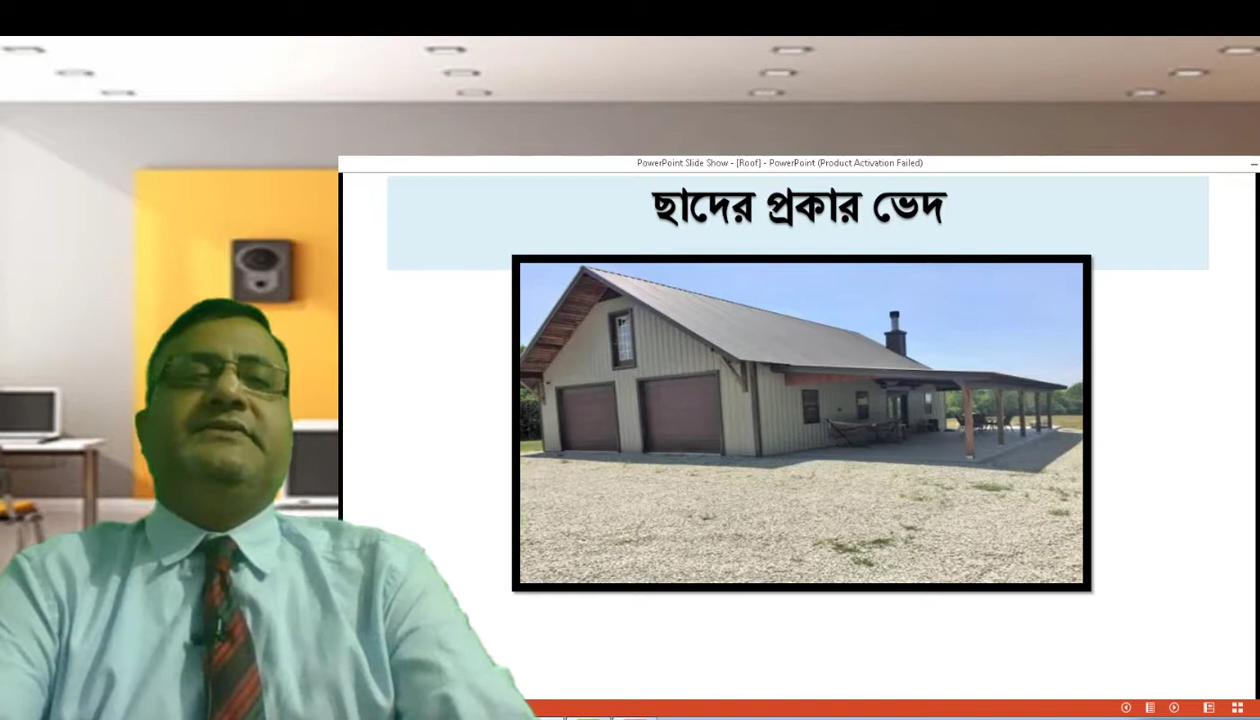 PowerPoint Slide Show - [Roof] - PowerPoint (Product Activation Failed)
ছাদের প্রকার ভেদ